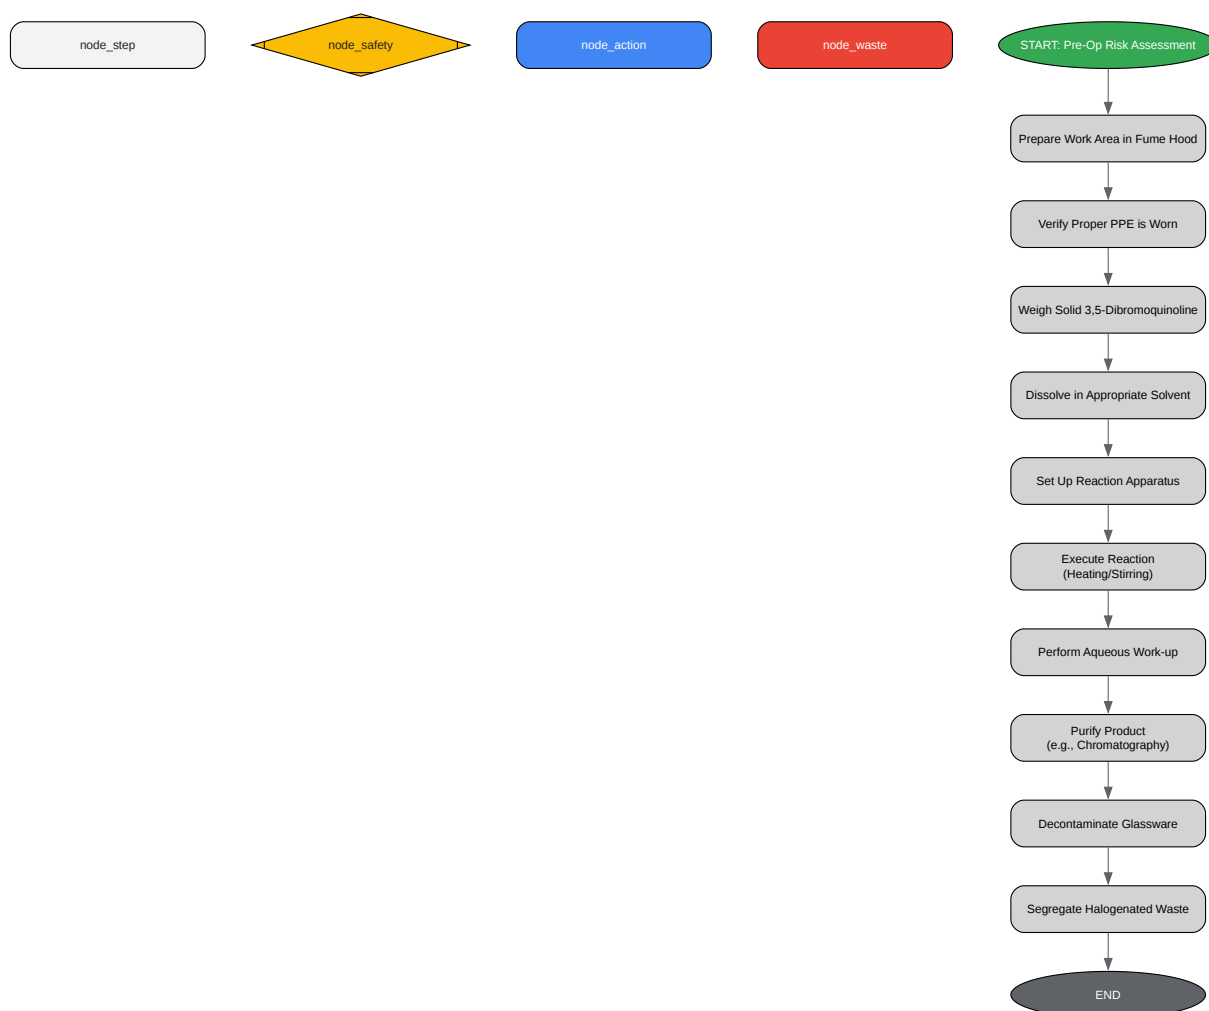 node_step
node_safety
node_action
node_waste
START: Pre-Op Risk Assessment
Prepare Work Area in Fume Hood
Verify Proper PPE is Worn
Weigh Solid 3,5-Dibromoquinoline
Dissolve in Appropriate Solvent
Set Up Reaction Apparatus
Execute Reaction
(Heating/Stirring)
Perform Aqueous Work-up
Purify Product
(e.g., Chromatography)
Decontaminate Glassware
Segregate Halogenated Waste
END